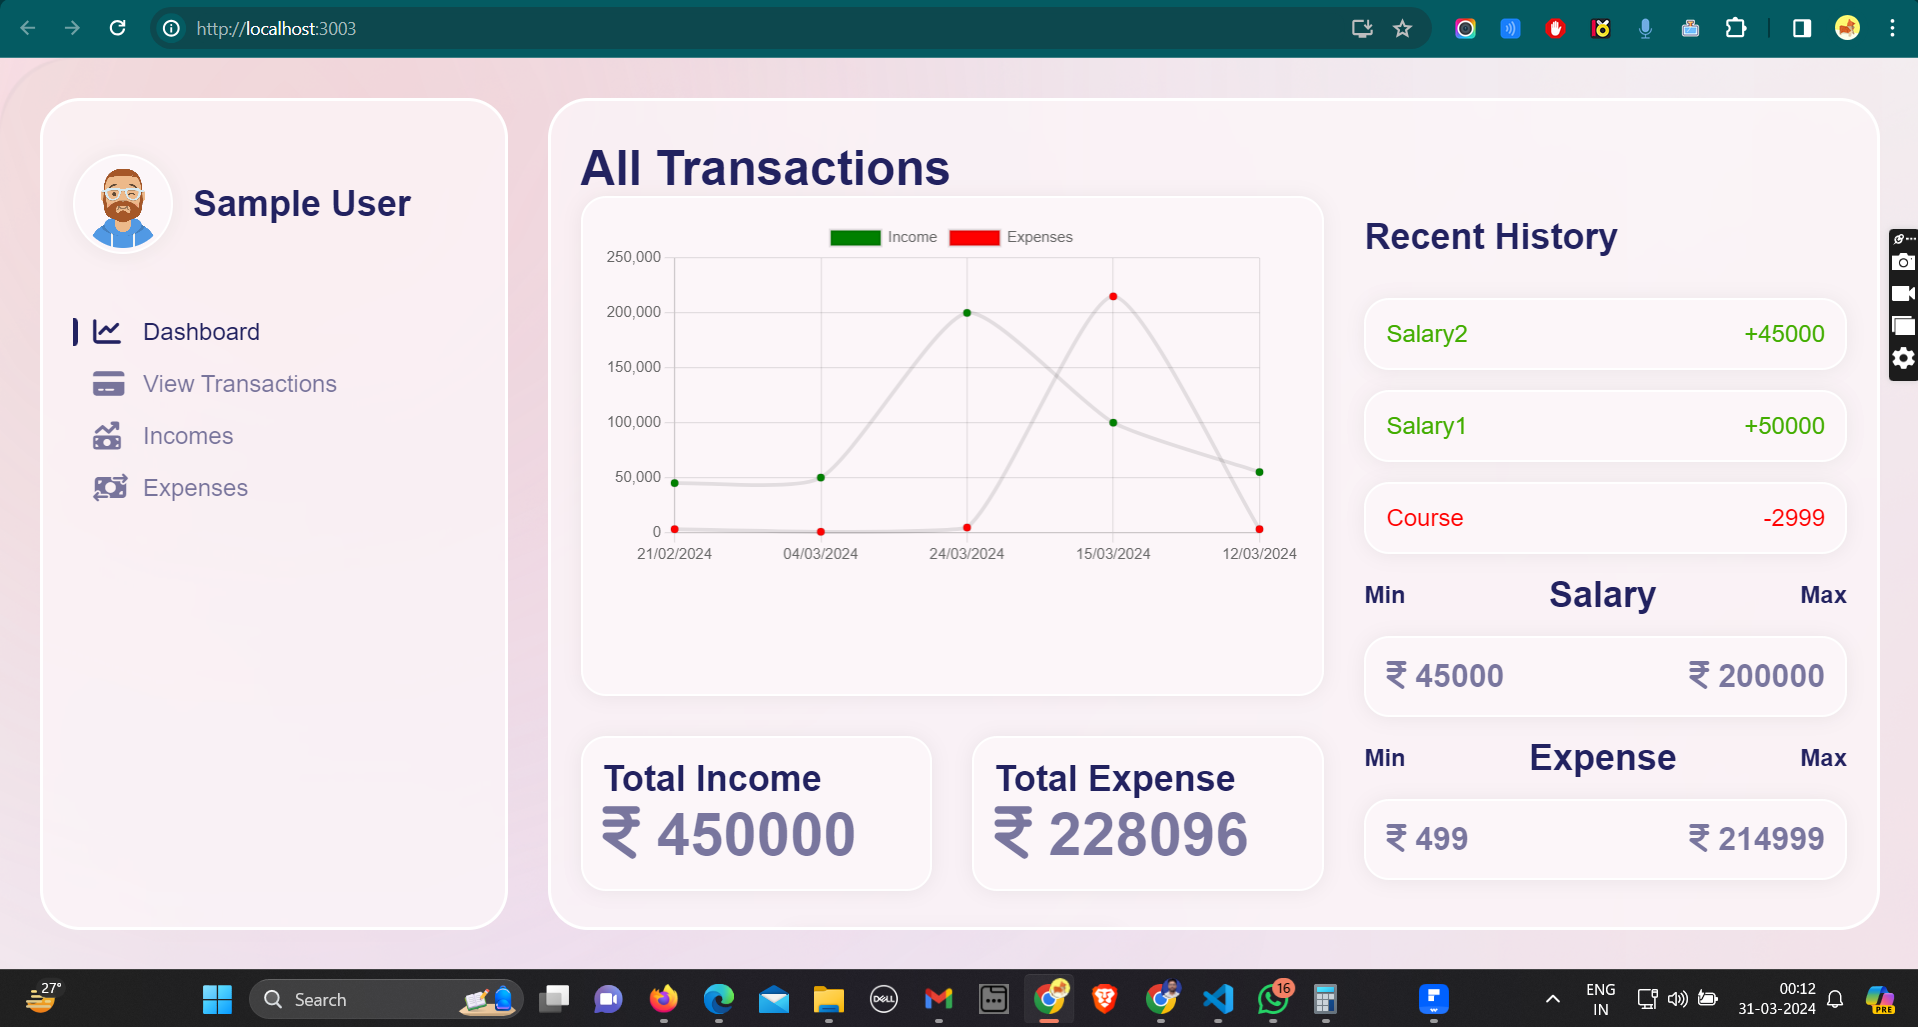 http://localhost:3003
Sample User
Dashboard
View Transactions
Incomes
Expenses
All Transactions
Income Expenses
250,000
200,000
150,000
100,000
50,000
0
21/02/2024 04/03/2024 24/03/2024 15/03/2024 12/03/2024
Total Income
₹ 450000
Total Expense
₹ 228096
Recent History
Salary2 +45000
Salary1 +50000
Course -2999
Min Salary Max
₹ 45000 ₹ 200000
Min Expense Max
₹ 499 ₹ 214999
27°
Search
DELL
16
ENG
IN
00:12
31-03-2024
PRE